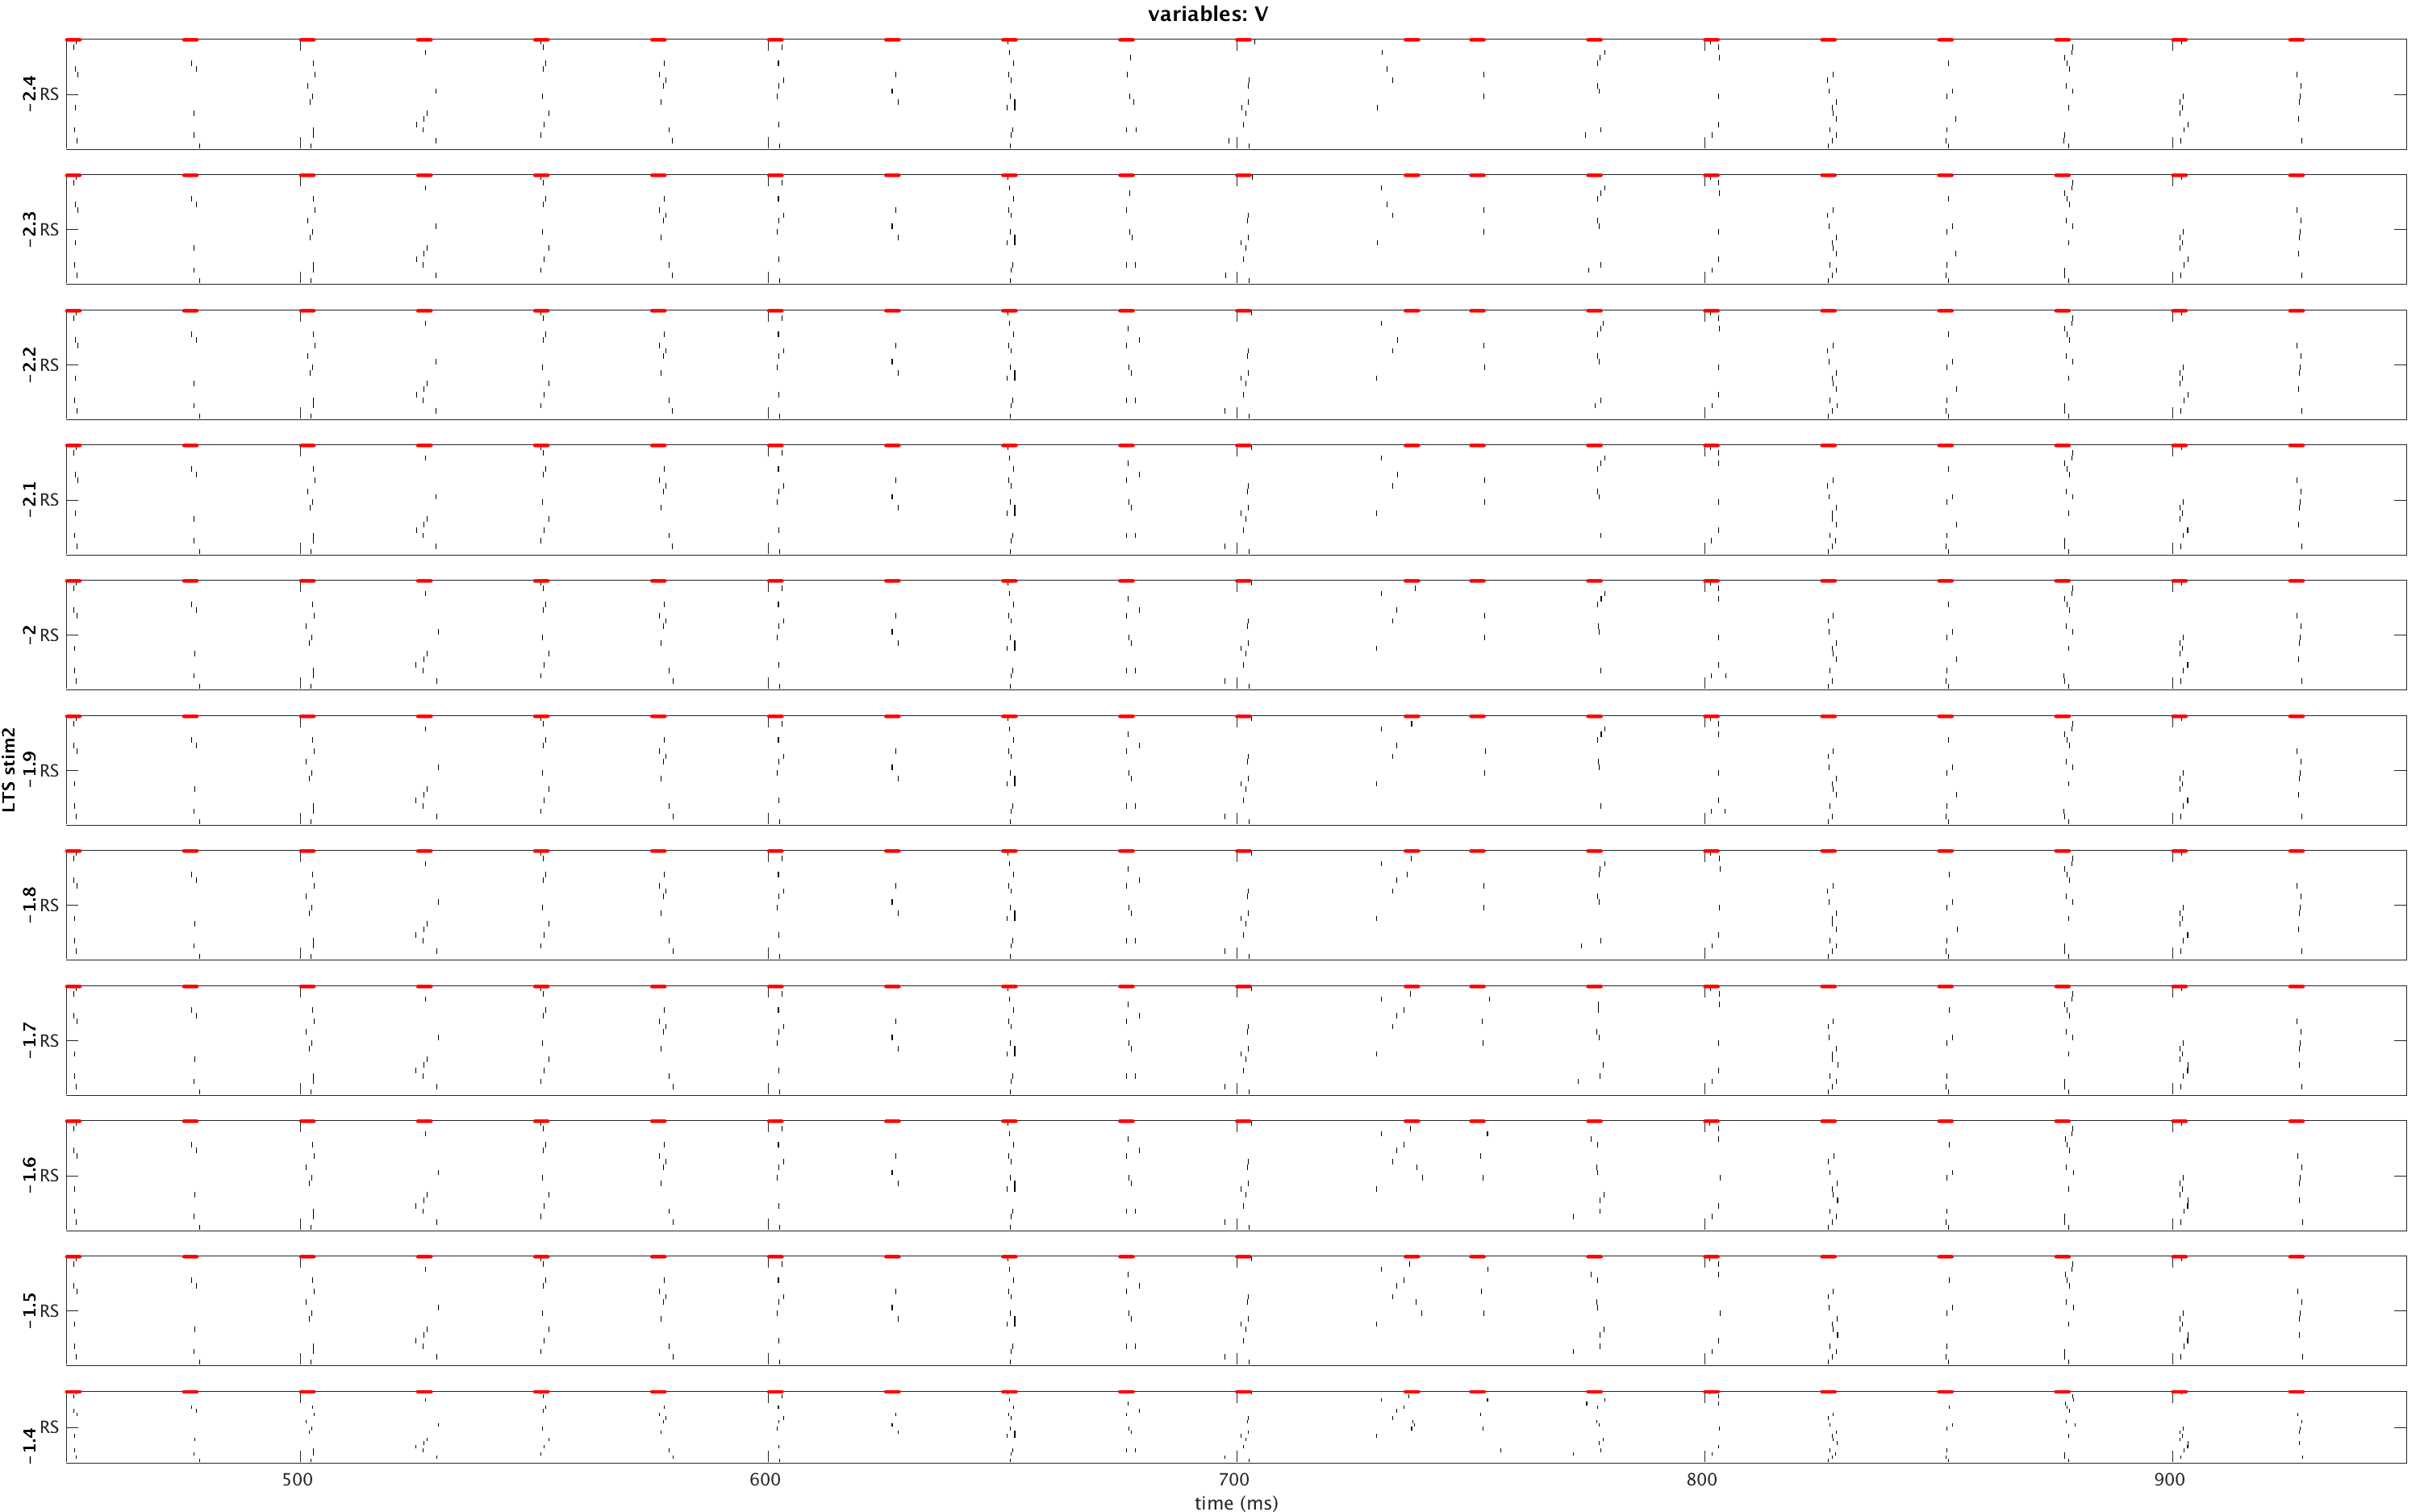 variables: V
LTS stim2
−2.4 RS
−2.3 RS
−2.2 RS
−2.1 RS
−2 RS
−1.9 RS
−1.8 RS
−1.7 RS
−1.6 RS
−1.5 RS
−1.4 RS
500 600 700 800 900
time (ms)